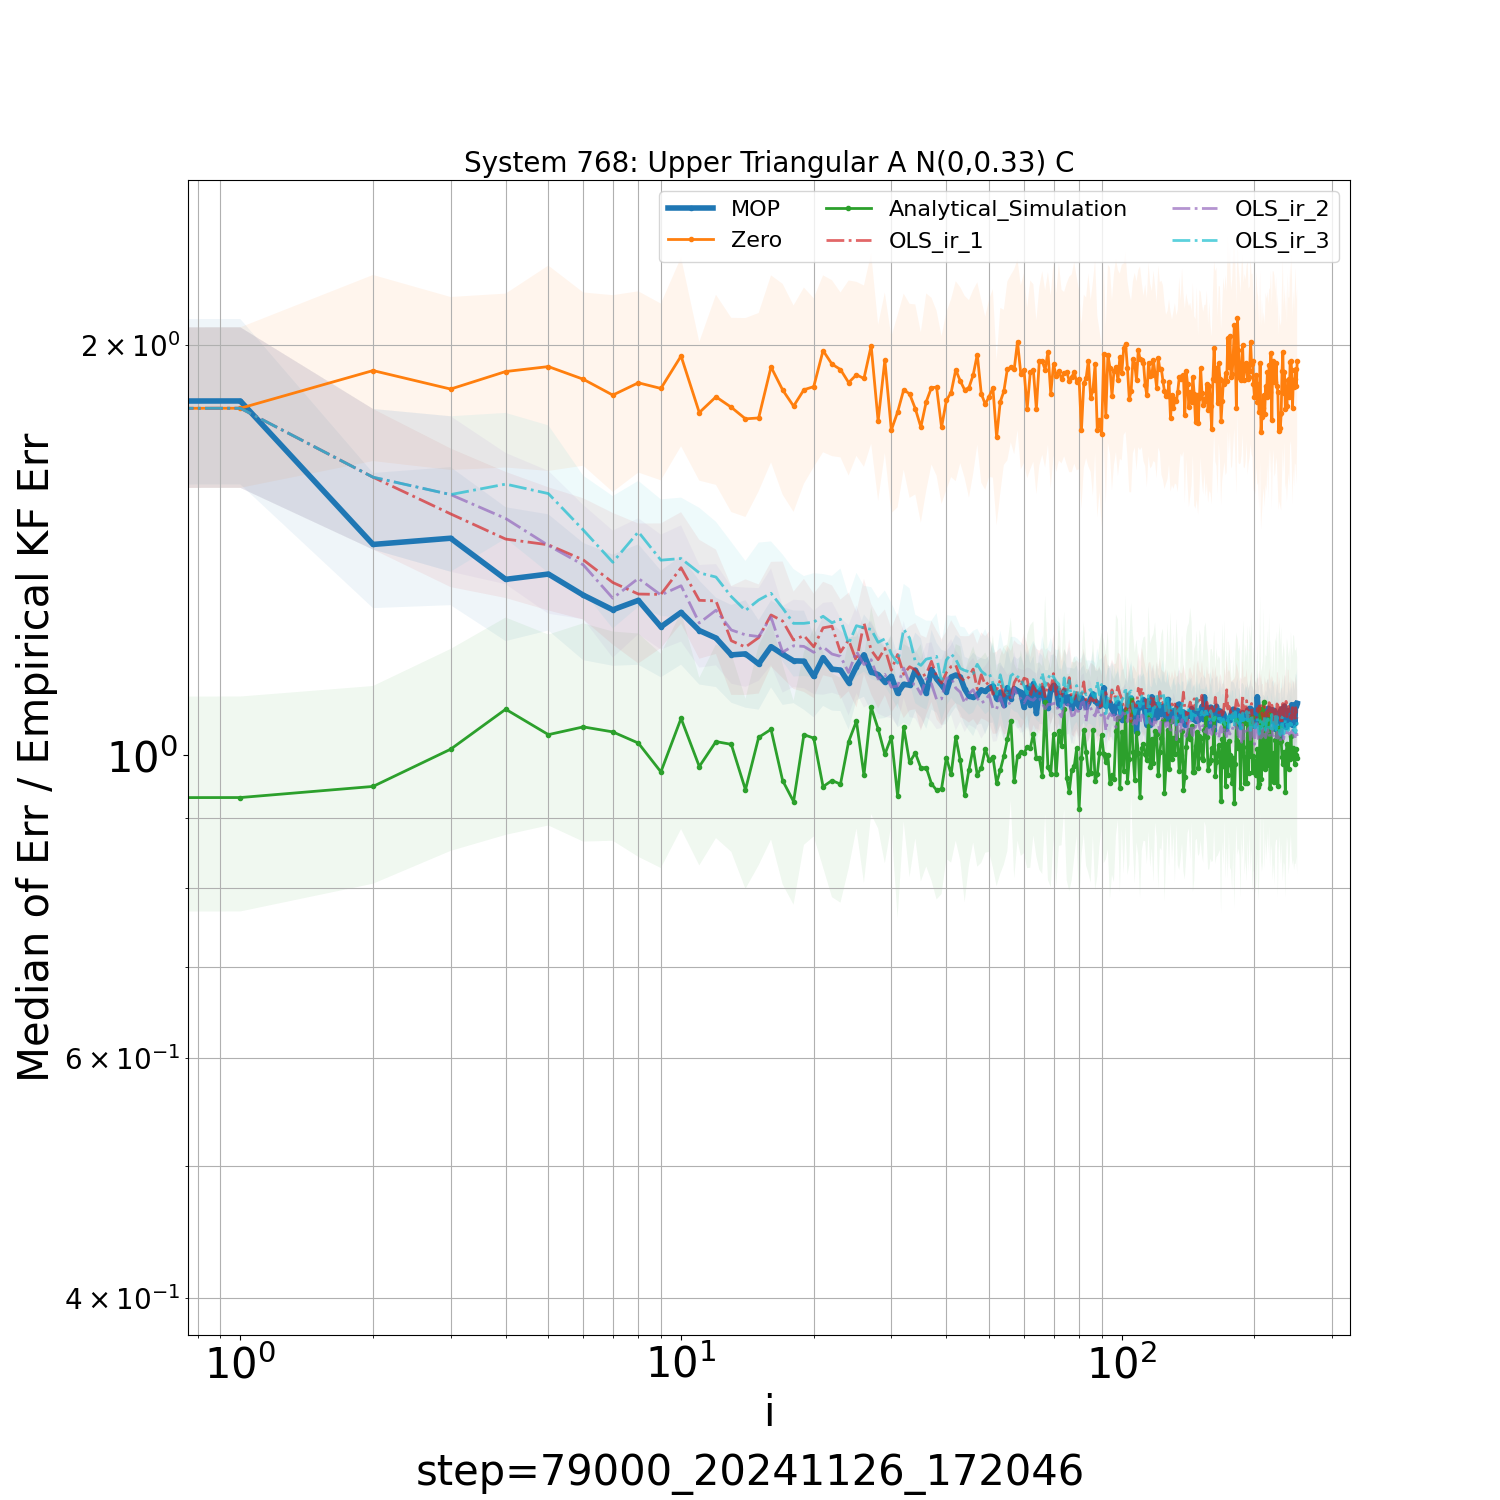 System 768: Upper Triangular A N(0,0.33) C
MOP
Zero
Analytical_Simulation
OLS_ir_1
OLS_ir_2
OLS_ir_3
Median of Err / Empirical KF Err
2 × 10⁰
10⁰
6 × 10⁻¹
4 × 10⁻¹
10⁰ 10¹ 10²
i
step=79000_20241126_172046